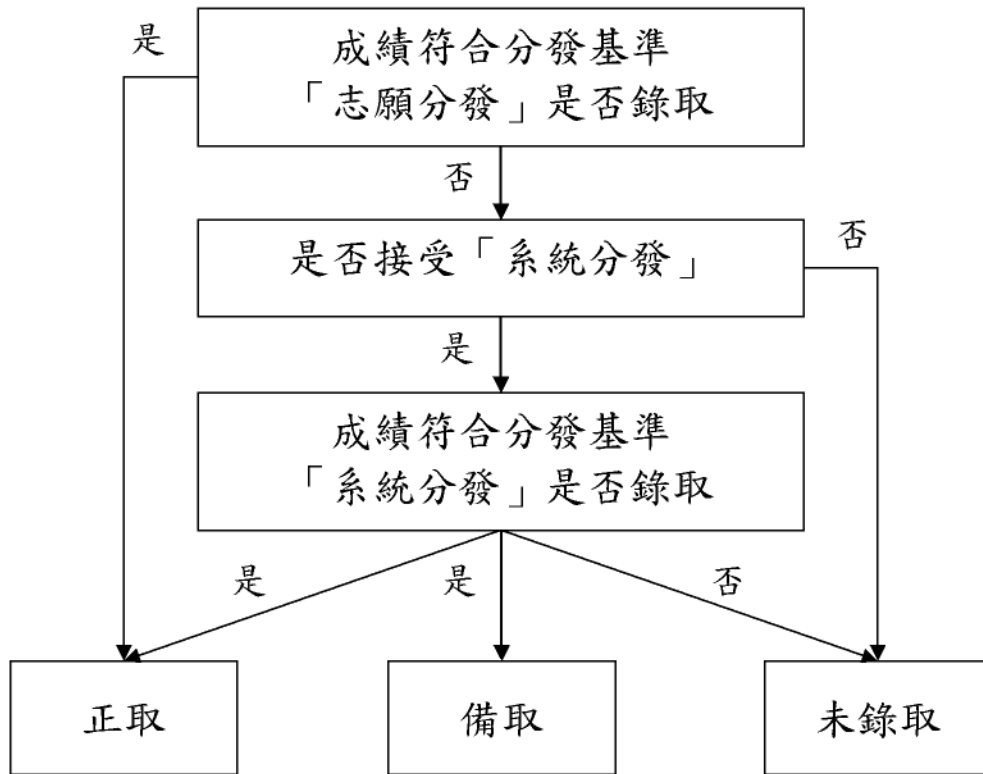 是
成績符合分發基準
「志願分發」是否錄取
否
是否接受「系統分發」
否
是
成績符合分發基準
「系統分發」是否錄取
是
是
否
正取
備取
未錄取